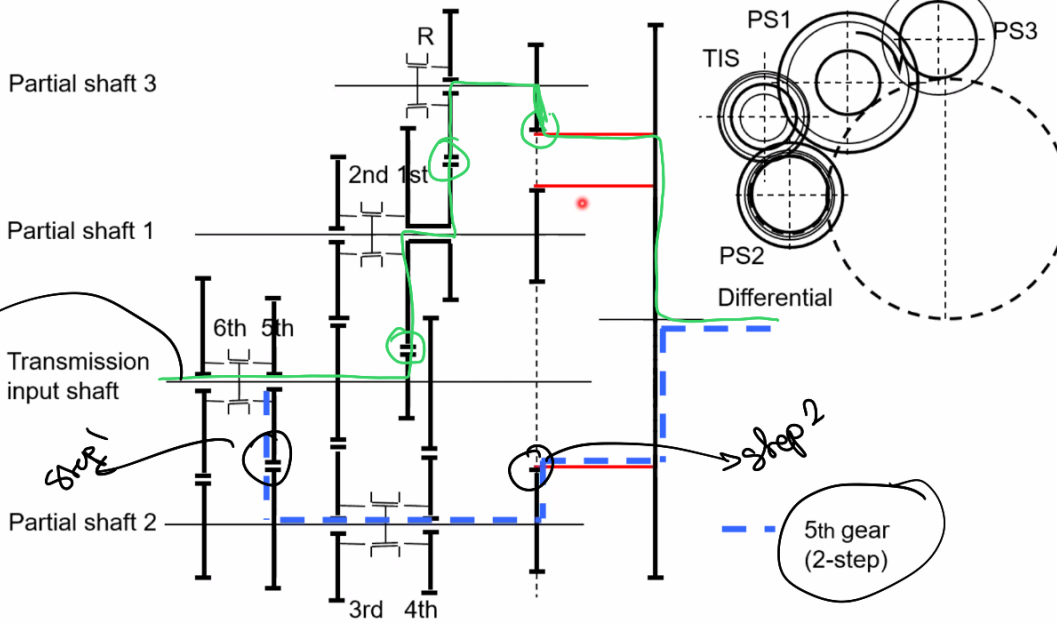 PS1
PS3
R
TIS
Partial shaft 3
2nd 1st
Partial shaft 1
PS2
Differential
6th 5th
Transmission
input shaft
step 1
step 2
Partial shaft 2
5th gear
(2-step)
3rd 4th